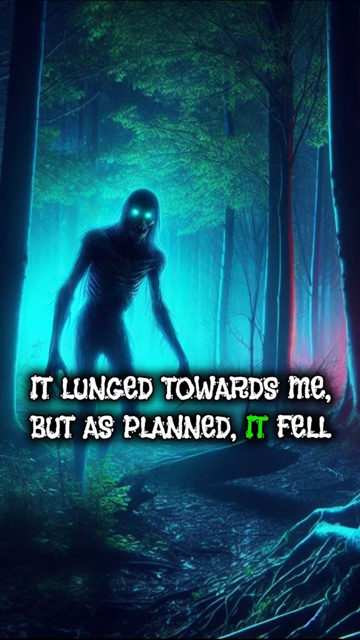 IT LUNGED TOWARDS ME,
BUT AS PLANNED, IT FELL